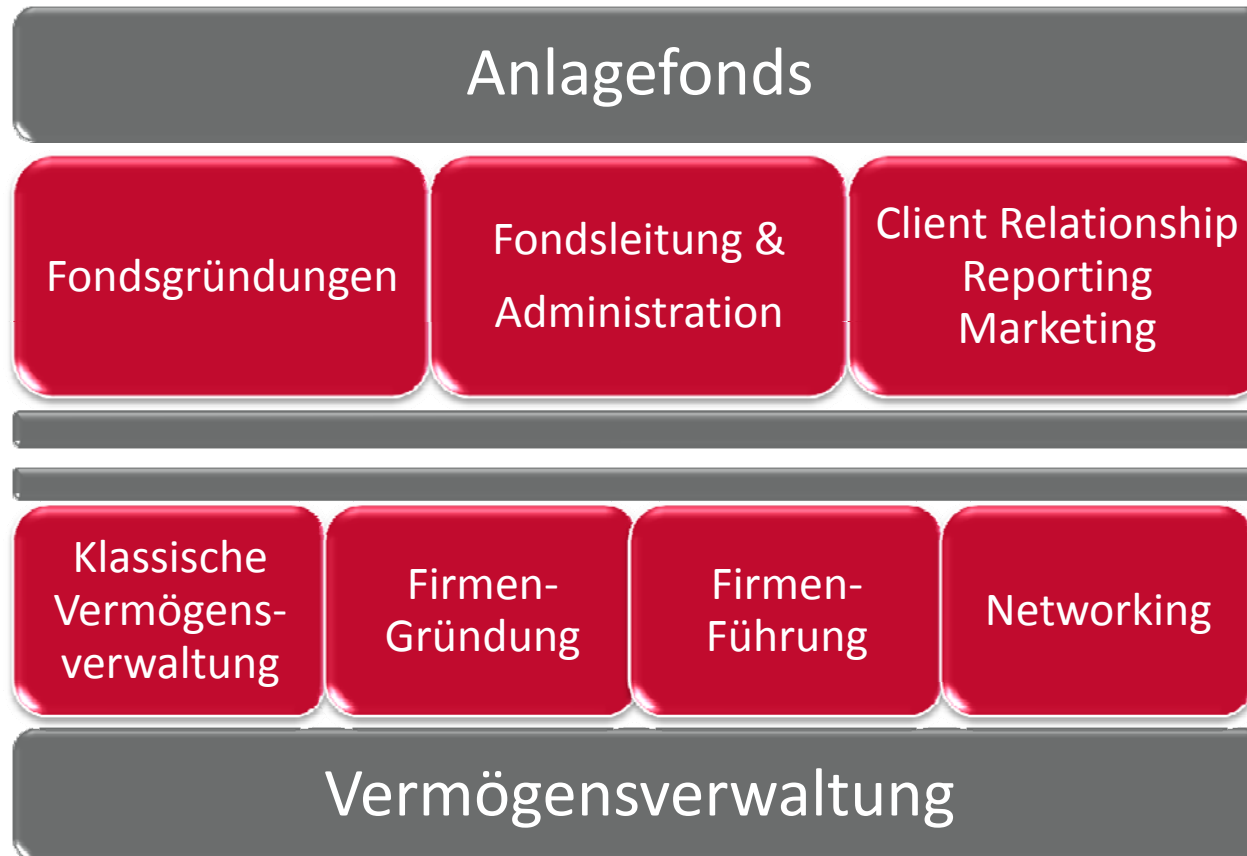 Anlagefonds
Fondsgründungen
Fondsleitung &
Administration
Client Relationship
Reporting
Marketing
Klassische
Vermögens-
verwaltung
Firmen-
Gründung
Firmen-
Führung
Networking
Vermögensverwaltung